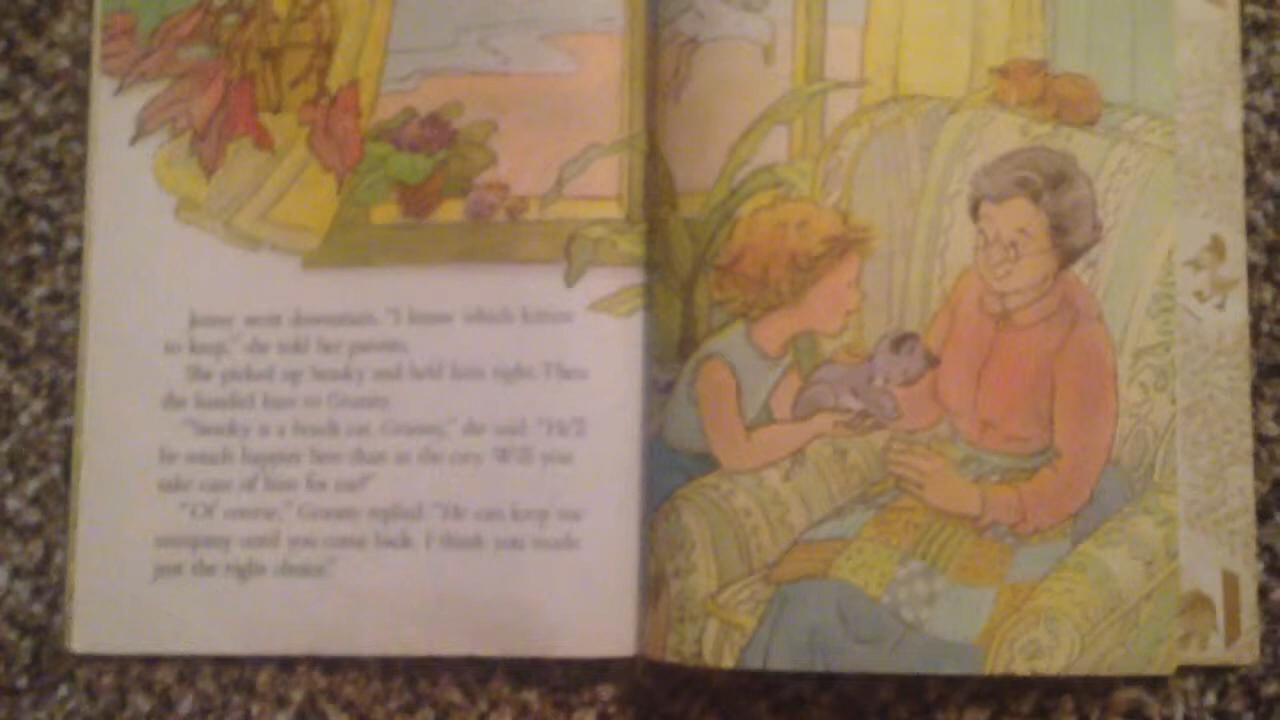 Jenny went downstairs. "I know which kitten
to keep," she told her parents.
She picked up Smoky and held him tight. Then
she handed him to Granny.
"Smoky is a beach cat, Granny," she said. "He'll
be much happier here than in the city. Will you
take care of him for me?"
"Of course," Granny replied. "He can keep me
company until you come back. I think you made
just the right choice."